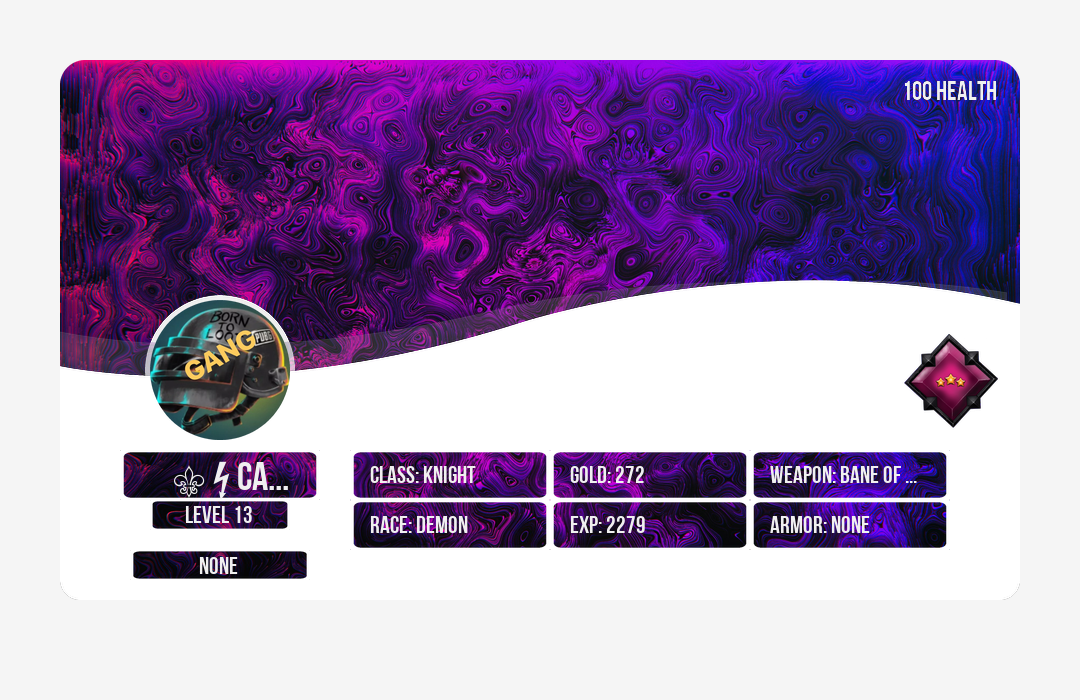 100 HEALTH
BORN
TO
LOO
GANG
PUBG
⚜ ⚡ CA...
LEVEL 13
NONE
CLASS: KNIGHT
GOLD: 272
WEAPON: BANE OF ...
RACE: DEMON
EXP: 2279
ARMOR: NONE